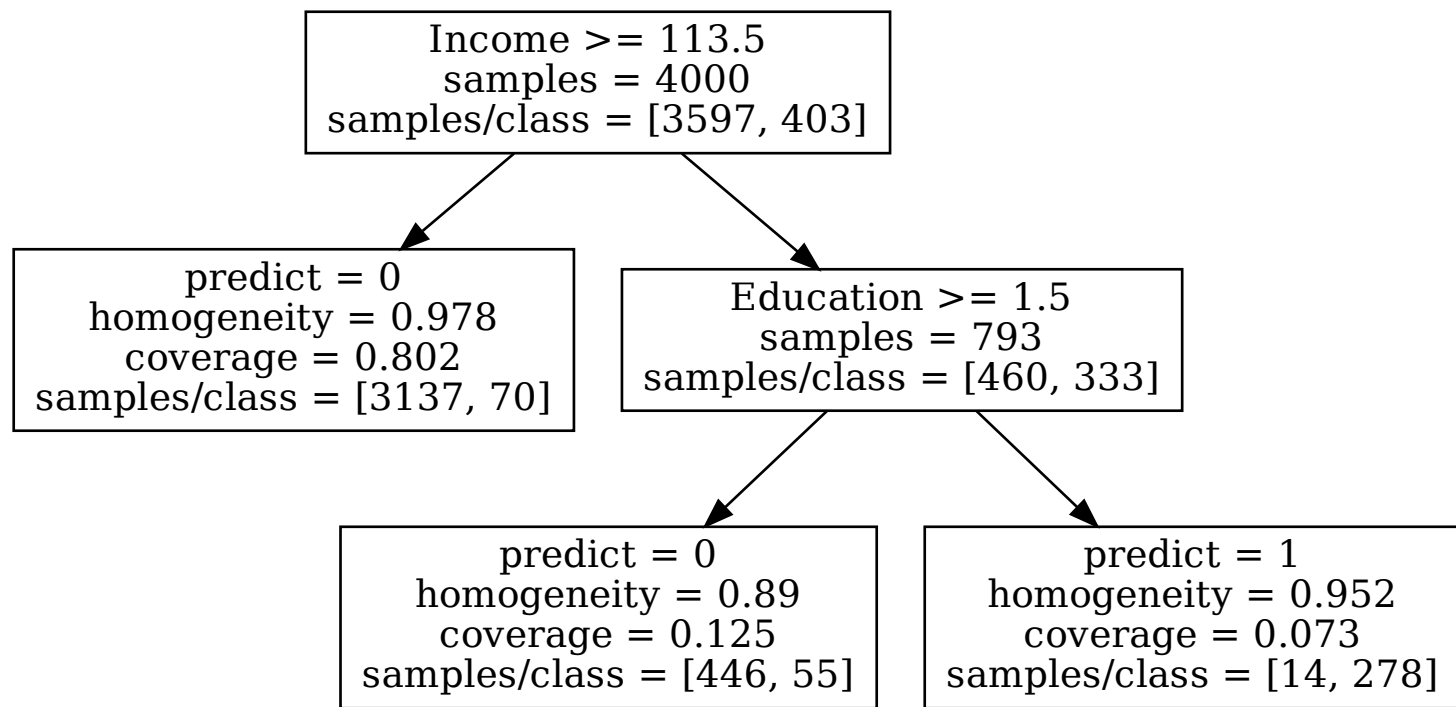 Income >= 113.5
samples = 4000
samples/class = [3597, 403]
predict = 0
homogeneity = 0.978
coverage = 0.802
samples/class = [3137, 70]
Education >= 1.5
samples = 793
samples/class = [460, 333]
predict = 0
homogeneity = 0.89
coverage = 0.125
samples/class = [446, 55]
predict = 1
homogeneity = 0.952
coverage = 0.073
samples/class = [14, 278]